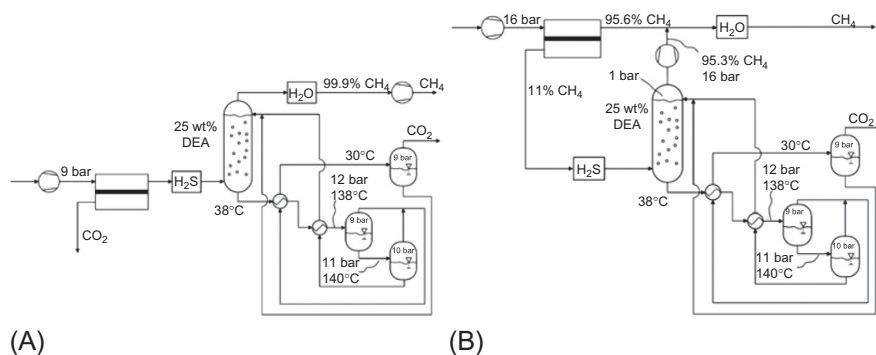 9 bar
CO₂
H₂S
25 wt%
DEA
38°C
H₂O
99.9% CH₄
CH₄
CO₂
30°C
9 bar
12 bar
138°C
9 bar
10 bar
11 bar
140°C
(A)
16 bar
95.6% CH₄
H₂O
CH₄
95.3% CH₄
16 bar
11% CH₄
1 bar
25 wt%
DEA
H₂S
38°C
CO₂
30°C
9 bar
12 bar
138°C
9 bar
10 bar
11 bar
140°C
(B)